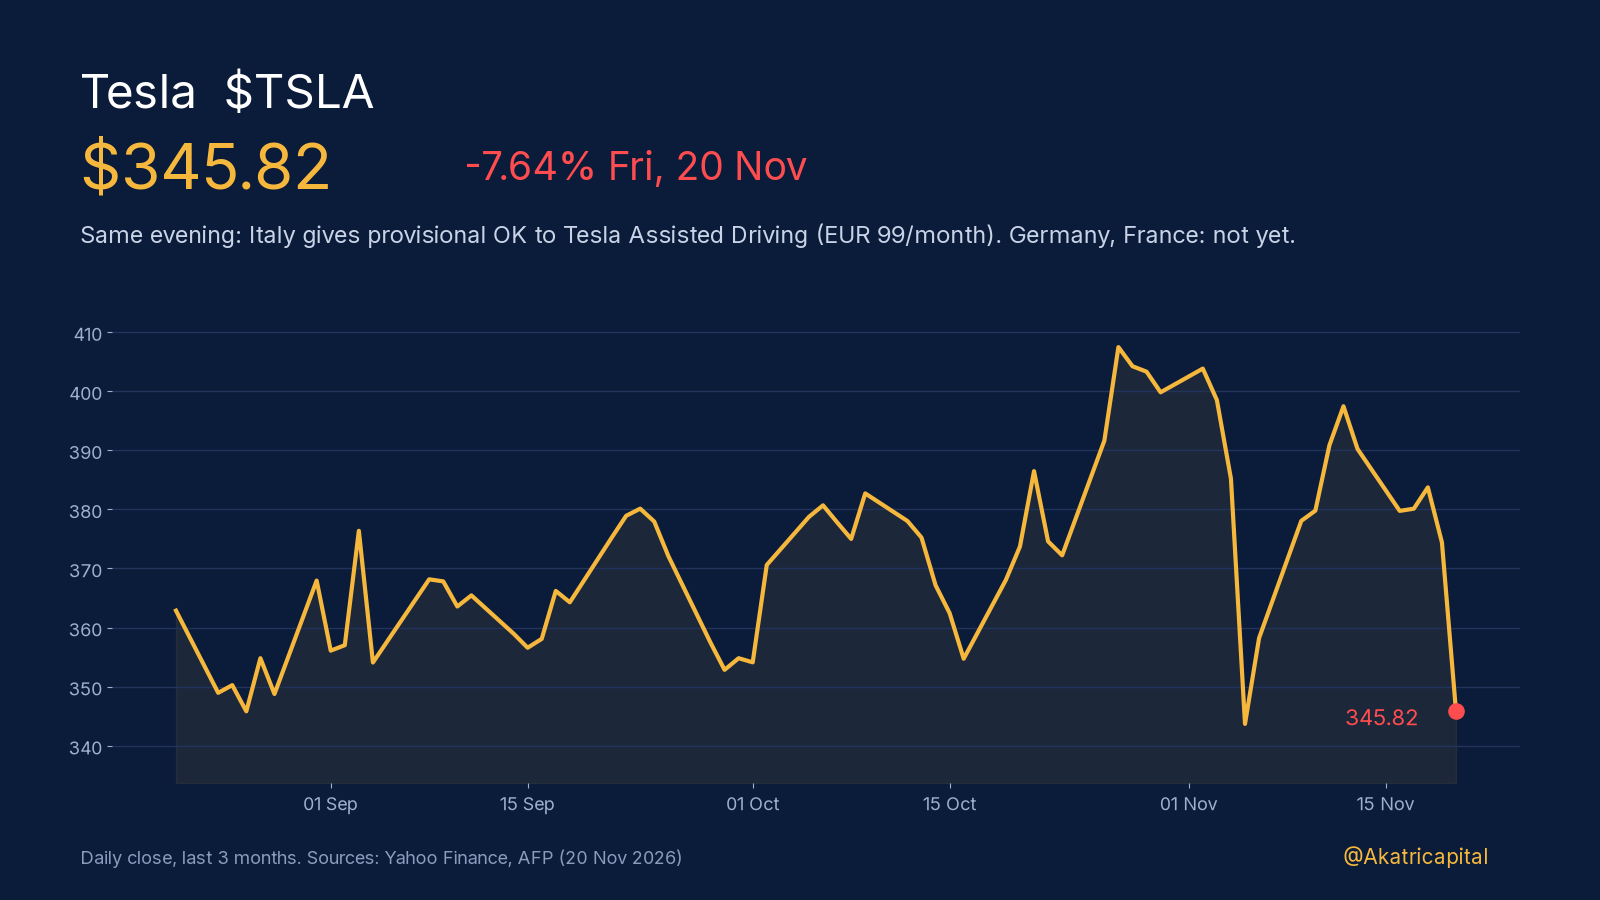 Tesla $TSLA
$345.82
-7.64% Fri, 20 Nov
Same evening: Italy gives provisional OK to Tesla Assisted Driving (EUR 99/month). Germany, France: not yet.
410
400
390
380
370
360
350
340
345.82
01 Sep
15 Sep
01 Oct
15 Oct
01 Nov
15 Nov
Daily close, last 3 months. Sources: Yahoo Finance, AFP (20 Nov 2026)
@Akatricapital